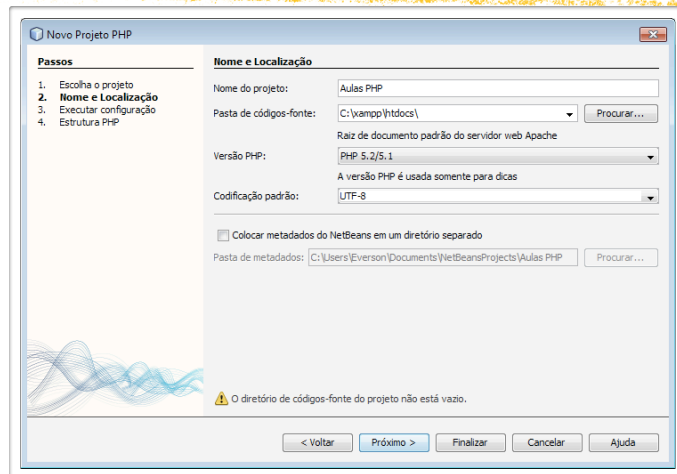 Novo Projeto PHP
Passos
1. Escolha o projeto
2. Nome e Localização
3. Executar configuração
4. Estrutura PHP
Nome e Localização
Nome do projeto: Aulas PHP
Pasta de códigos-fonte: C:\xampp\htdocs\ Procurar...
Raiz de documento padrão do servidor web Apache
Versão PHP: PHP 5.2/5.1
A versão PHP é usada somente para dicas
Codificação padrão: UTF-8
Colocar metadados do NetBeans em um diretório separado
Pasta de metadados: C:\Users\Everson\Documents\NetBeansProjects\Aulas PHP Procurar...
O diretório de códigos-fonte do projeto não está vazio.
< Voltar Próximo > Finalizar Cancelar Ajuda